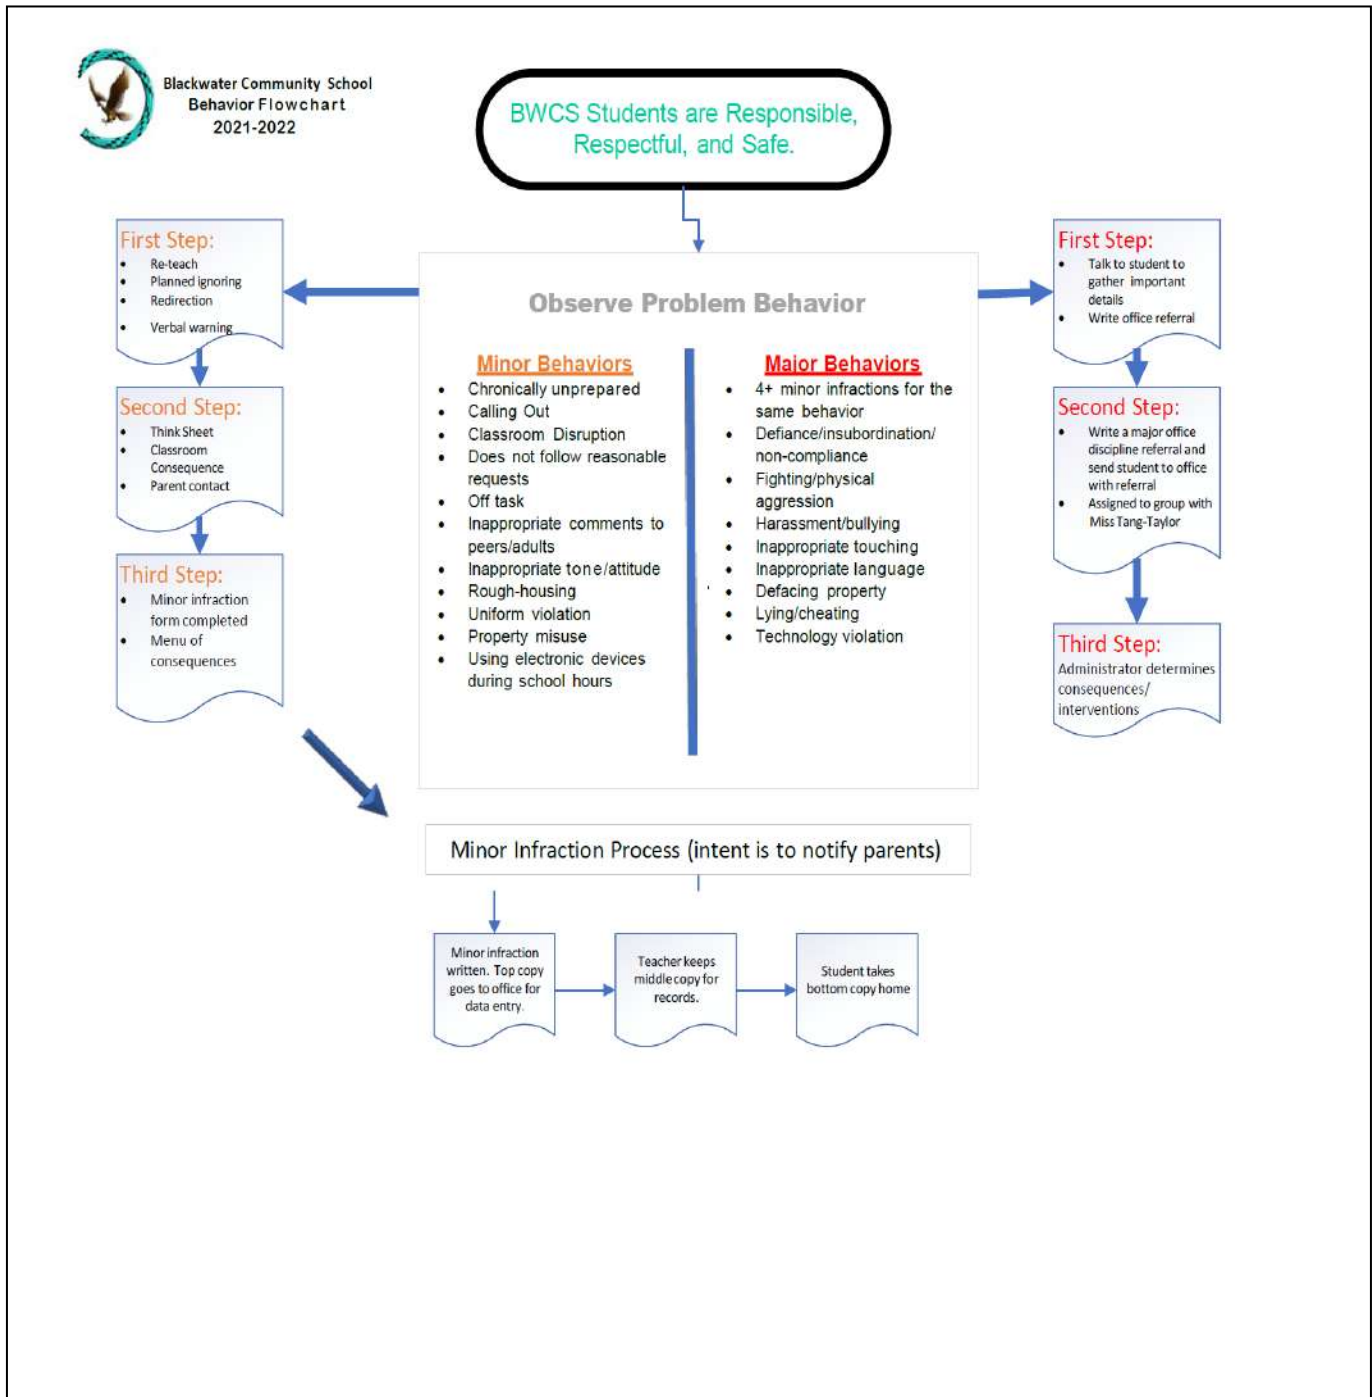 Blackwater Community School
Behavior Flowchart
2021-2022
BWCS Students are Responsible,
Respectful, and Safe.
First Step:
• Re-teach
• Planned ignoring
• Redirection
• Verbal warning
Second Step:
• Think Sheet
• Classroom
Consequence
• Parent contact
Third Step:
• Minor infraction
form completed
• Menu of
consequences
Observe Problem Behavior
Minor Behaviors
• Chronically unprepared
• Calling Out
• Classroom Disruption
• Does not follow reasonable
requests
• Off task
• Inappropriate comments to
peers/adults
• Inappropriate tone/attitude
• Rough-housing
• Uniform violation
• Property misuse
• Using electronic devices
during school hours
Major Behaviors
• 4+ minor infractions for the
same behavior
• Defiance/insubordination/
non-compliance
• Fighting/physical
aggression
• Harassment/bullying
• Inappropriate touching
• Inappropriate language
• Defacing property
• Lying/cheating
• Technology violation
First Step:
• Talk to student to
gather important
details
• Write office referral
Second Step:
• Write a major office
discipline referral and
send student to office
with referral
• Assigned to group with
Miss Tang-Taylor
Third Step:
Administrator determines
consequences/
interventions
Minor Infraction Process (intent is to notify parents)
Minor infraction
written. Top copy
goes to office for
data entry.
Teacher keeps
middle copy for
records.
Student takes
bottom copy home